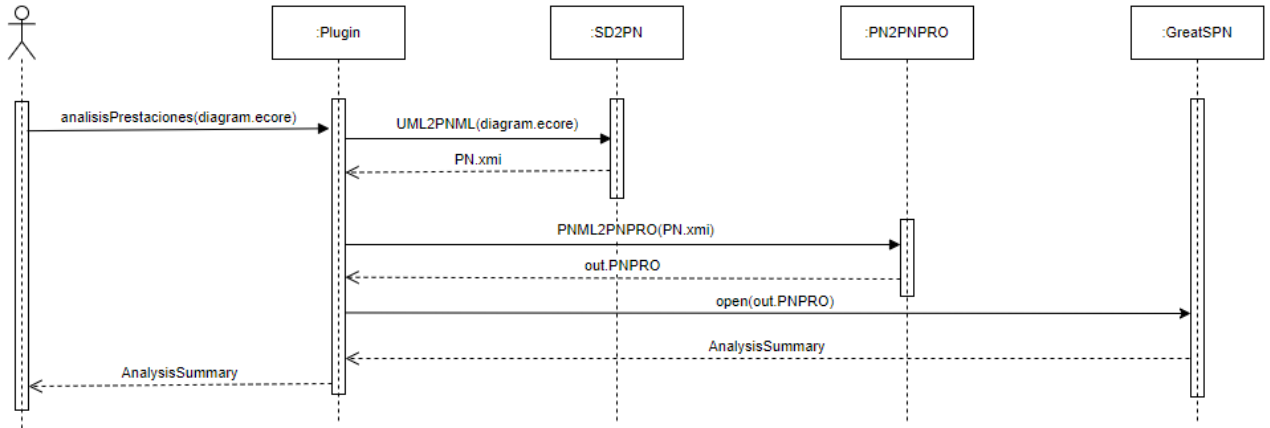 :Plugin
:SD2PN
:PN2PNPRO
:GreatSPN
analisisPrestaciones(diagram.ecore)
UML2PNML(diagram.ecore)
PN.xmi
PNML2PNPRO(PN.xmi)
out.PNPRO
open(out.PNPRO)
AnalysisSummary
AnalysisSummary